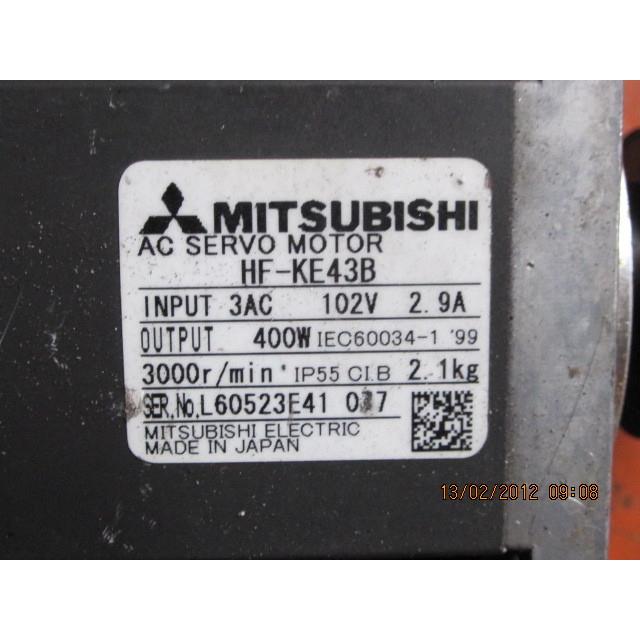 MITSUBISHI
AC SERVO MOTOR
HF-KE43B
INPUT 3AC 102V 2.9A
OUTPUT 400W IEC60034-1 '99
3000r/min IP55 CI.B 2.1kg
SER.No.L60523E41
MITSUBISHI ELECTRIC
MADE IN JAPAN
13/02/2012 09:08